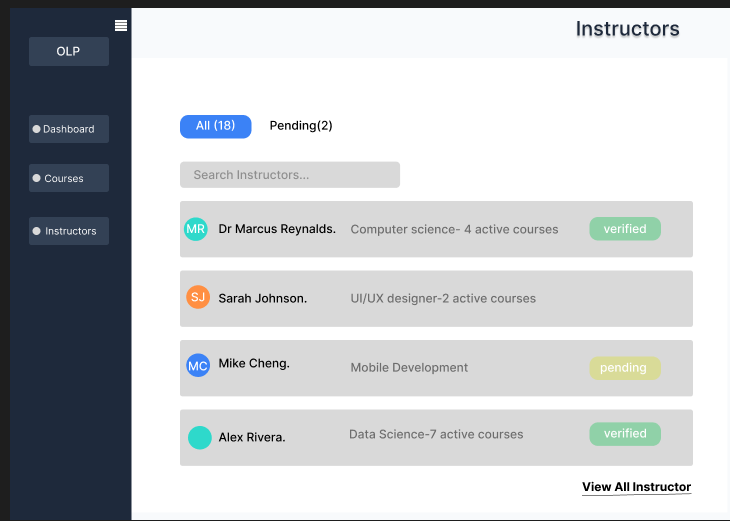 Instructors
OLP
Dashboard
Courses
Instructors
All (18)
Pending(2)
Search Instructors...
MR Dr Marcus Reynalds. Computer science- 4 active courses verified
SJ Sarah Johnson. UI/UX designer-2 active courses
MC Mike Cheng. Mobile Development pending
Alex Rivera. Data Science-7 active courses verified
View All Instructor